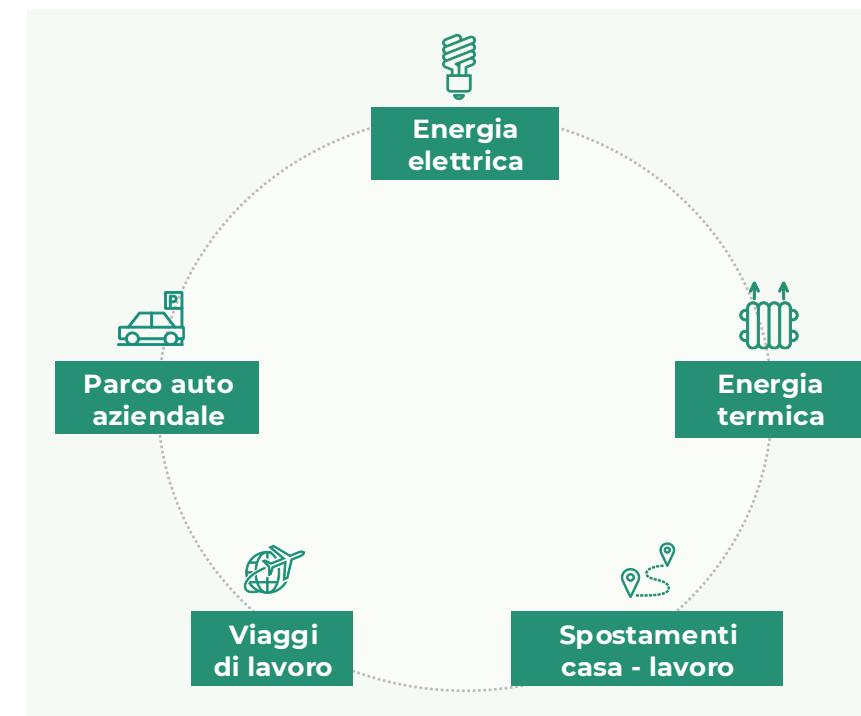 Energia
elettrica
P
Parco auto
aziendale
Energia
termica
Viaggi
di lavoro
Spostamenti
casa - lavoro